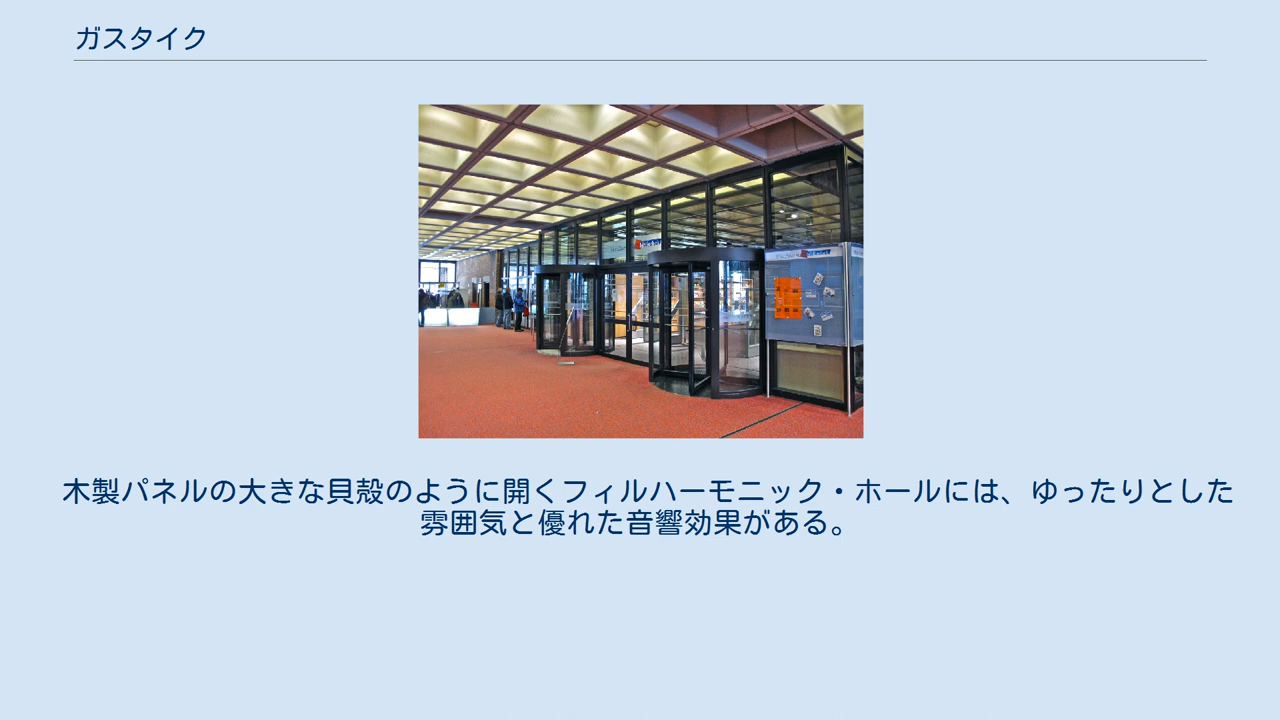 ガスタイク
木製パネルの大きな貝殻のように開くフィルハーモニック・ホールには、ゆったりとした
雰囲気と優れた音響効果がある。